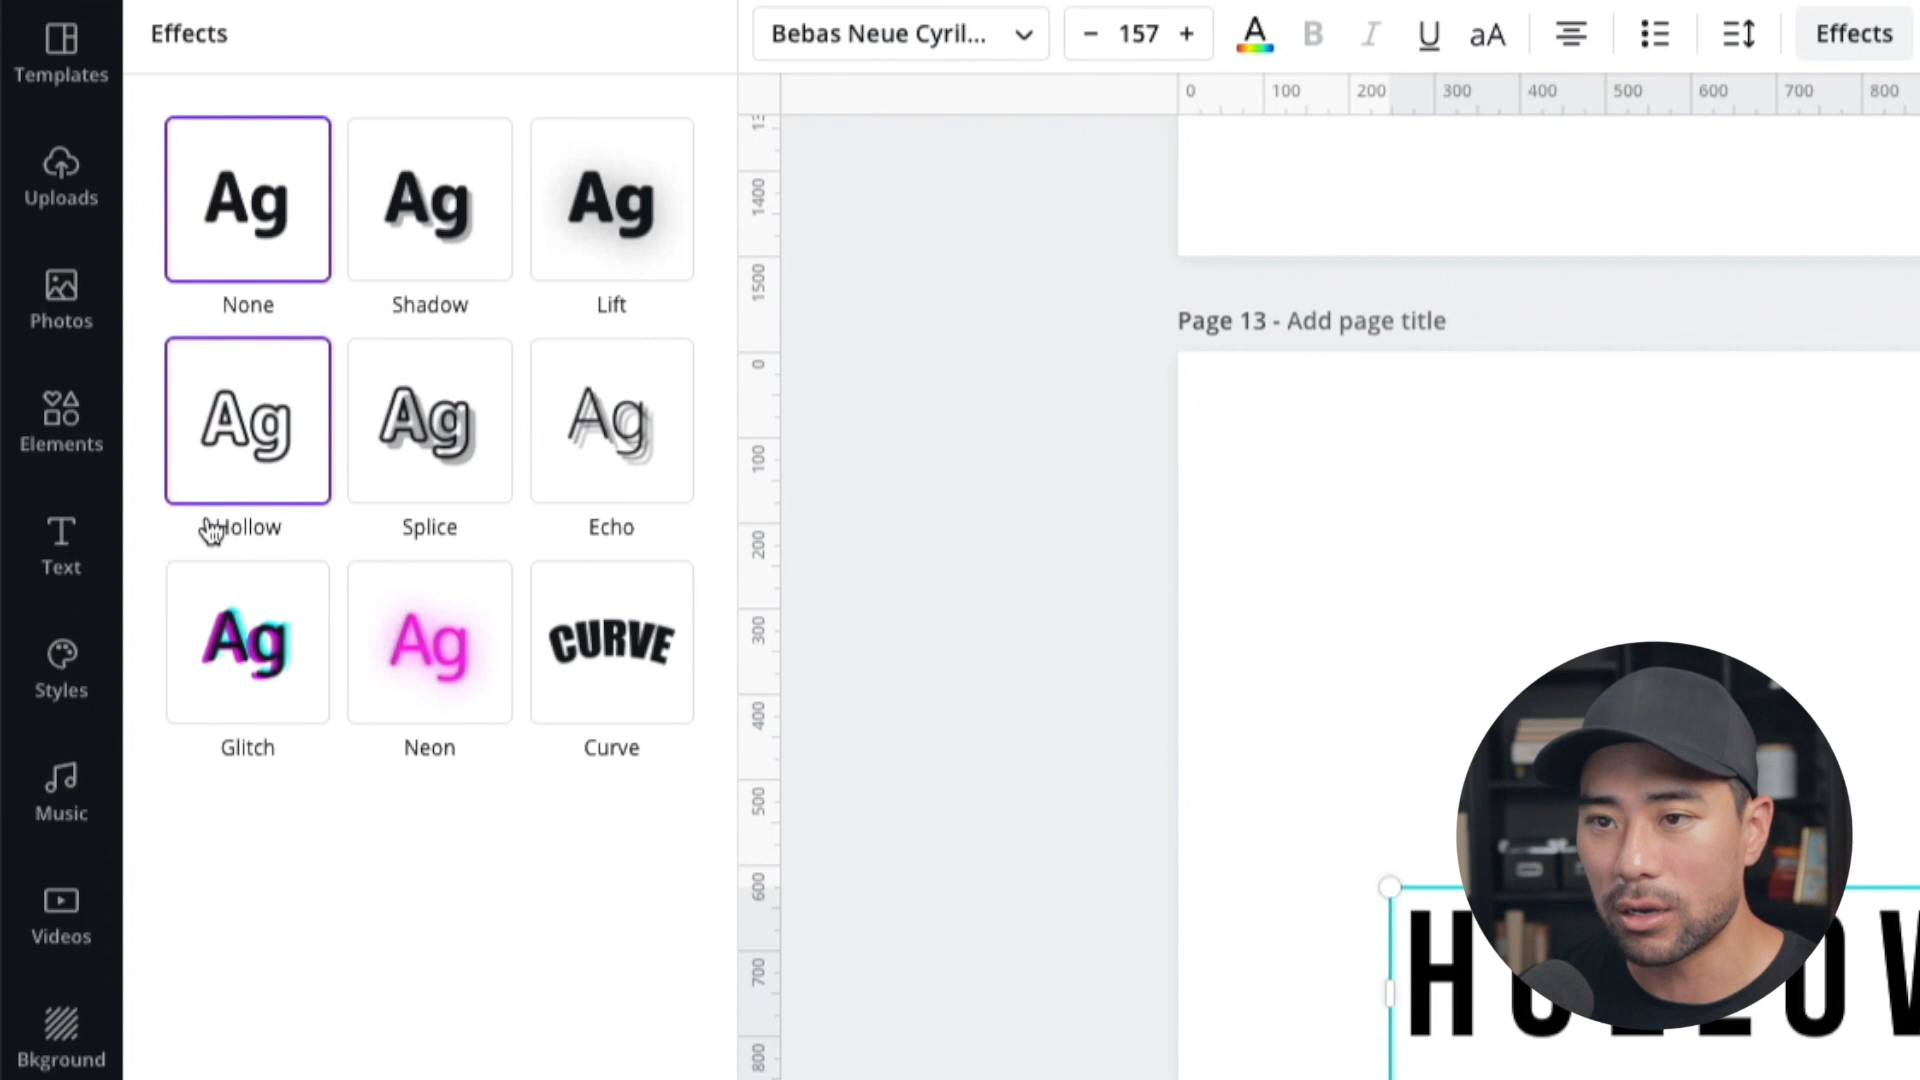 Templates
Uploads
Photos
Elements
Text
Styles
Music
Videos
Bkground
Effects
Ag
None
Ag
Shadow
Ag
Lift
Ag
Hollow
Ag
Splice
Ag
Echo
Ag
Glitch
Ag
Neon
CURVE
Curve
Bebas Neue Cyril...
− 157 +
A B I U aA
Effects
0 100 200 300 400 500 600 700 800
1400
1500
0
100
200
300
400
500
600
700
800
Page 13 - Add page title
HOLLOW